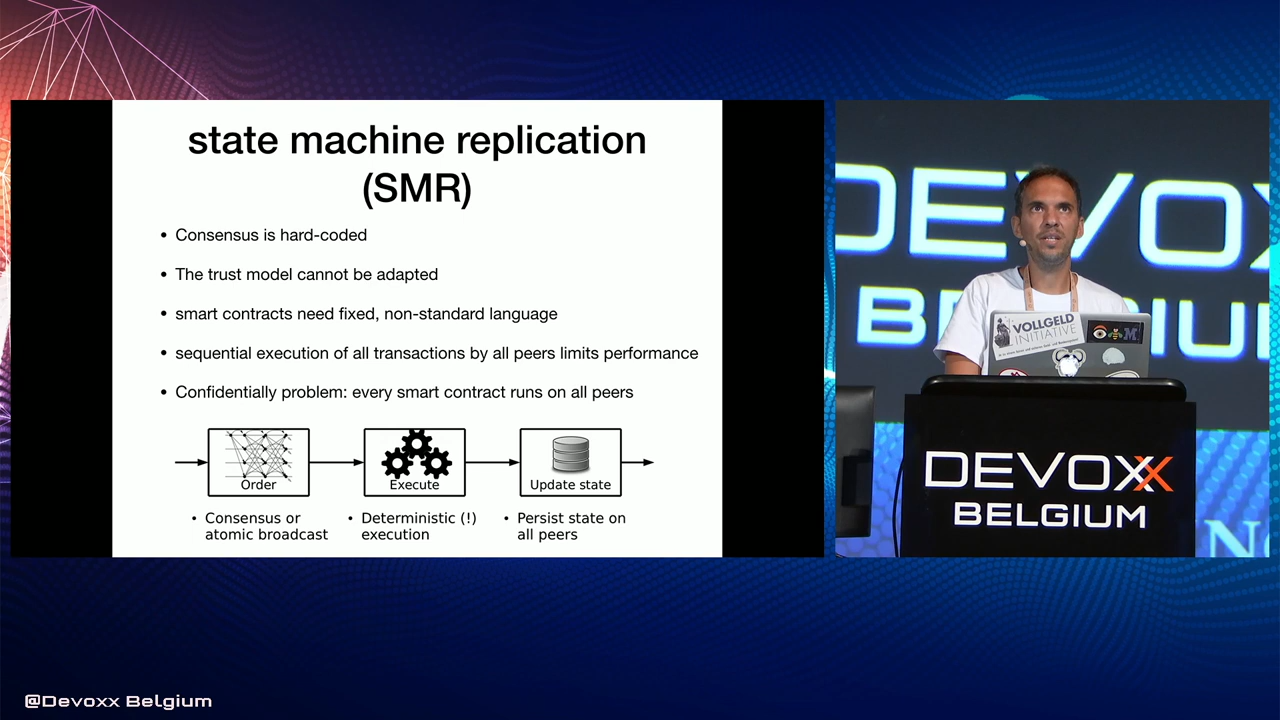 state machine replication
(SMR)
• Consensus is hard-coded
• The trust model cannot be adapted
• smart contracts need fixed, non-standard language
• sequential execution of all transactions by all peers limits performance
• Confidentially problem: every smart contract runs on all peers
Order
Execute
Update state
• Consensus or
atomic broadcast
• Deterministic (!)
execution
• Persist state on
all peers
DEVOX
BELGIU
VOLLGELD
INITIATIVE
M
DEVOXX
BELGIUM
@Devoxx Belgium